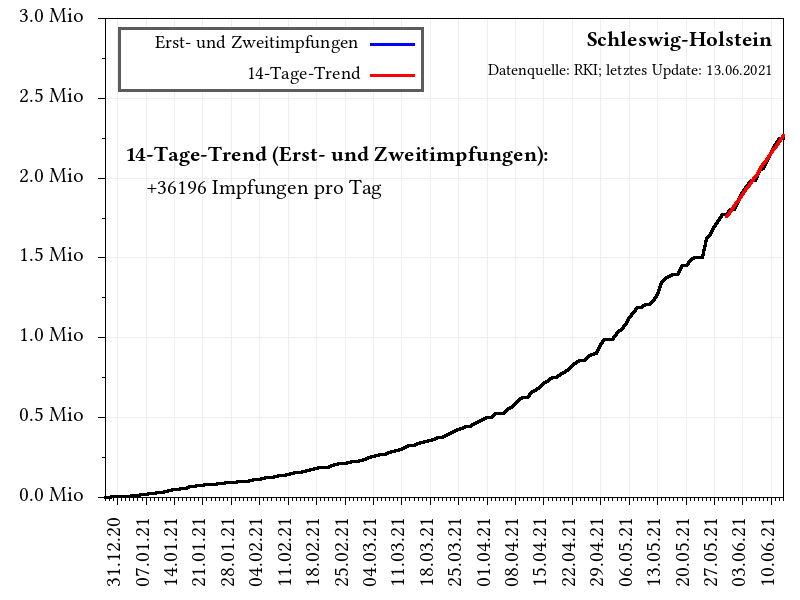 3.0 Mio
2.5 Mio
2.0 Mio
1.5 Mio
1.0 Mio
0.5 Mio
0.0 Mio
Erst- und Zweitimpfungen
14-Tage-Trend
Schleswig-Holstein
Datenquelle: RKI; letztes Update: 13.06.2021
14-Tage-Trend (Erst- und Zweitimpfungen):
+36196 Impfungen pro Tag
31.12.20
07.01.21
14.01.21
21.01.21
28.01.21
04.02.21
11.02.21
18.02.21
25.02.21
04.03.21
11.03.21
18.03.21
25.03.21
01.04.21
08.04.21
15.04.21
22.04.21
29.04.21
06.05.21
13.05.21
20.05.21
27.05.21
03.06.21
10.06.21